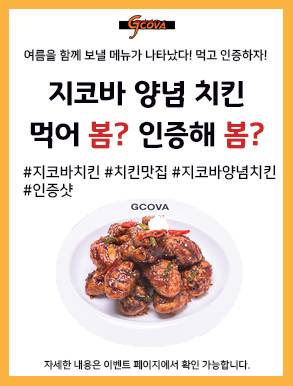 GCOVA
여름을 함께 보낼 메뉴가 나타났다! 먹고 인증하자!
지코바 양념 치킨
먹어 봄? 인증해 봄?
#지코바치킨 #치킨맛집 #지코바양념치킨
#인증샷
GCOVA
자세한 내용은 이벤트 페이지에서 확인 가능합니다.